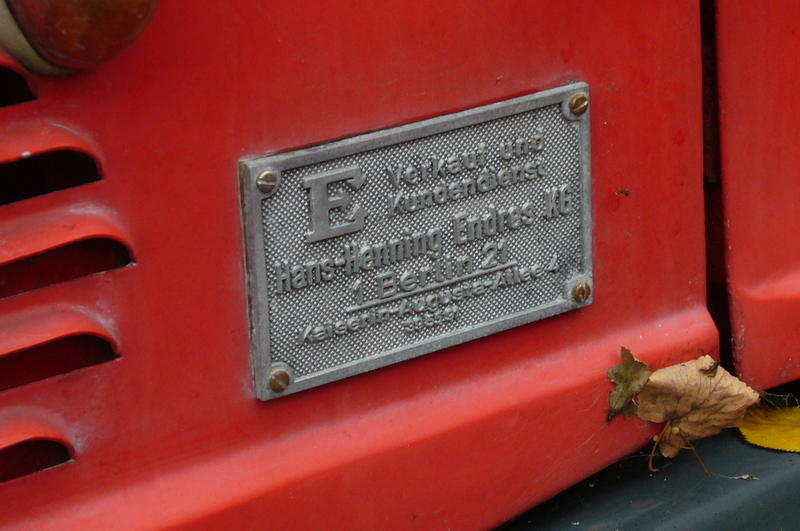 E
Verkauf und
Kundendienst
Hans-Henning Endres KG
1 Berlin 21
Kaiserin-Augusta-Allee 4